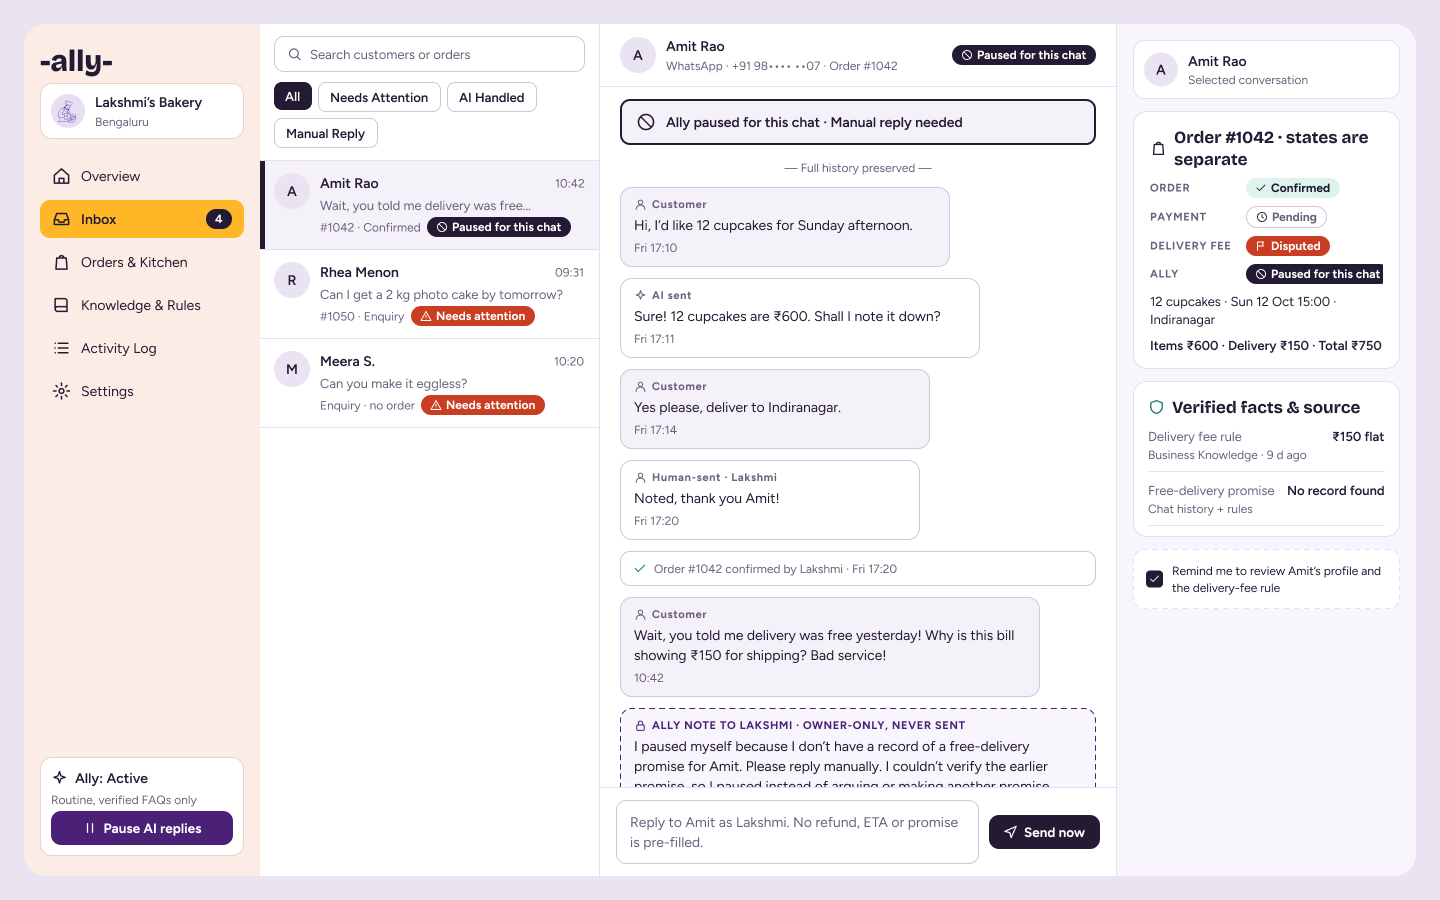 -ally-
Lakshmi’s Bakery
Bengaluru
Overview
Inbox
4
Orders & Kitchen
Knowledge & Rules
Activity Log
Settings
Ally: Active
Routine, verified FAQs only
Pause AI replies
Search customers or orders
All
Needs Attention
AI Handled
Manual Reply
A
Amit Rao
10:42
Wait, you told me delivery was free...
#1042 · Confirmed
Paused for this chat
R
Rhea Menon
09:31
Can I get a 2 kg photo cake by tomorrow?
#1050 · Enquiry
Needs attention
M
Meera S.
10:20
Can you make it eggless?
Enquiry · no order
Needs attention
A
Amit Rao
WhatsApp · +91 98•••• ••07 · Order #1042
Paused for this chat
Ally paused for this chat · Manual reply needed
— Full history preserved —
Customer
Hi, I’d like 12 cupcakes for Sunday afternoon.
Fri 17:10
AI sent
Sure! 12 cupcakes are ₹600. Shall I note it down?
Fri 17:11
Customer
Yes please, deliver to Indiranagar.
Fri 17:14
Human-sent · Lakshmi
Noted, thank you Amit!
Fri 17:20
Order #1042 confirmed by Lakshmi · Fri 17:20
Customer
Wait, you told me delivery was free yesterday! Why is this bill
showing ₹150 for shipping? Bad service!
10:42
ALLY NOTE TO LAKSHMI · OWNER-ONLY, NEVER SENT
I paused myself because I don’t have a record of a free-delivery
promise for Amit. Please reply manually. I couldn’t verify the earlier
promise, so I paused instead of arguing or making another promise.
Reply to Amit as Lakshmi. No refund, ETA or promise
is pre-filled.
Send now
A
Amit Rao
Selected conversation
Order #1042 · states are
separate
ORDER
Confirmed
PAYMENT
Pending
DELIVERY FEE
Disputed
ALLY
Paused for this chat
12 cupcakes · Sun 12 Oct 15:00 ·
Indiranagar
Items ₹600 · Delivery ₹150 · Total ₹750
Verified facts & source
Delivery fee rule
₹150 flat
Business Knowledge · 9 d ago
Free-delivery promise
No record found
Chat history + rules
Remind me to review Amit’s profile and
the delivery-fee rule